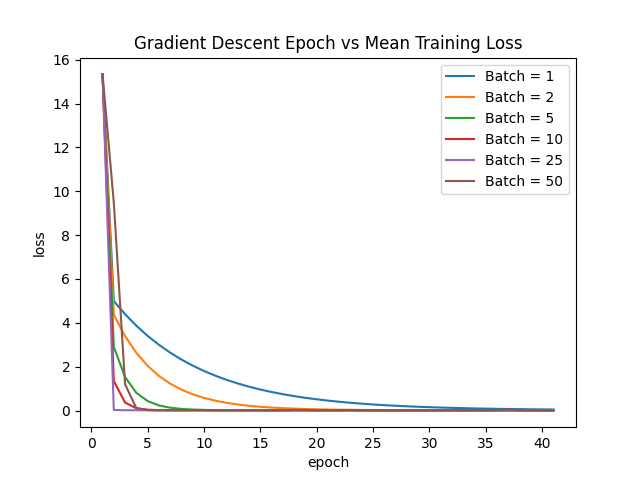 Gradient Descent Epoch vs Mean Training Loss
16
14
12
10
8
6
4
2
0
loss
Batch = 1
Batch = 2
Batch = 5
Batch = 10
Batch = 25
Batch = 50
0 5 10 15 20 25 30 35 40
epoch